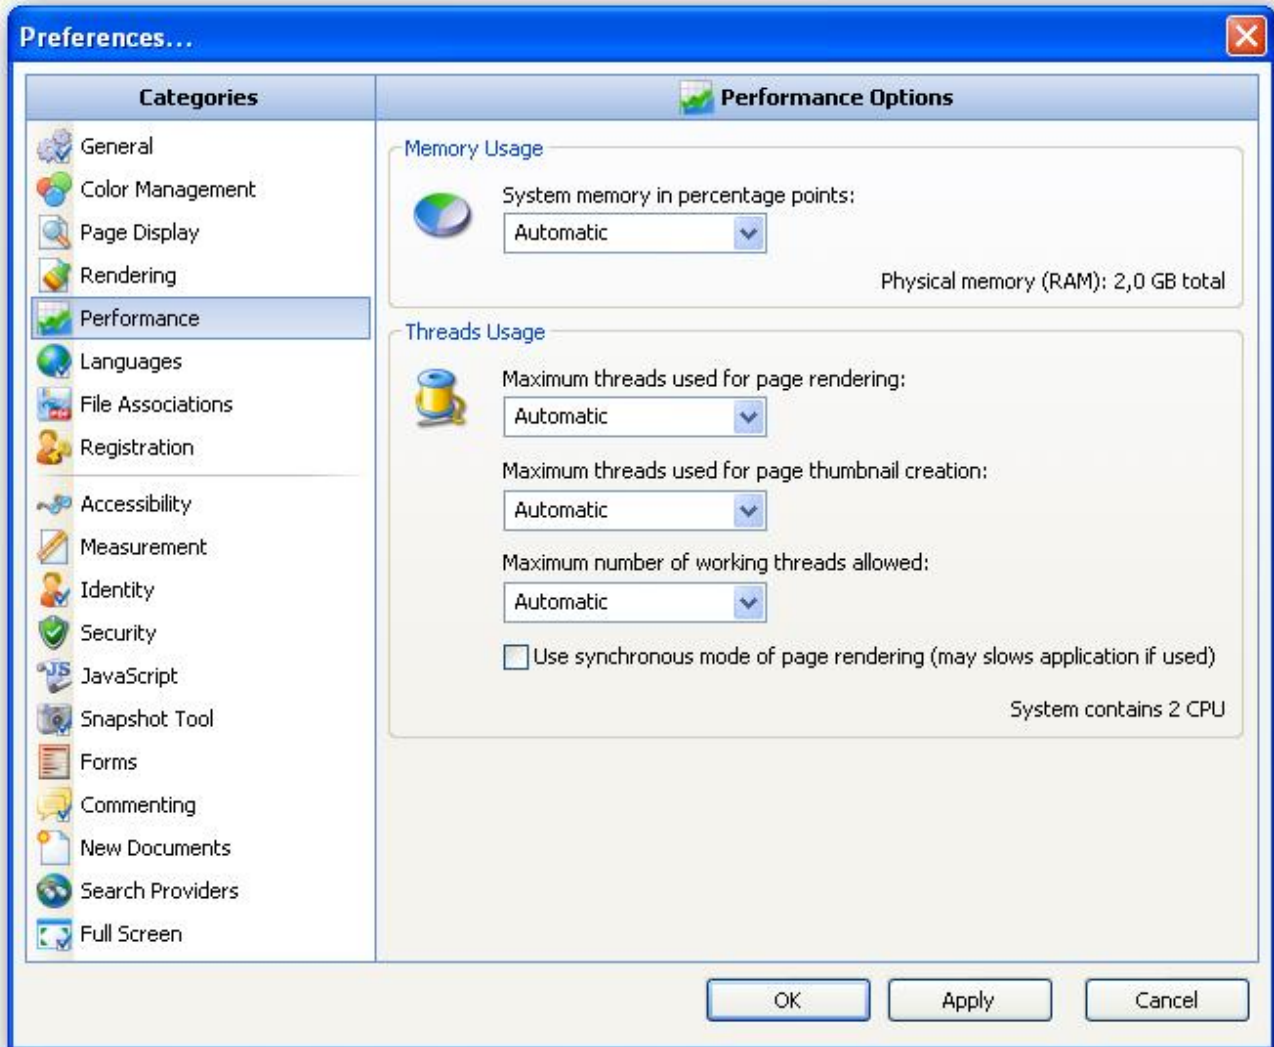 Preferences...
Categories
General
Color Management
Page Display
Rendering
Performance
Languages
File Associations
Registration
Accessibility
Measurement
Identity
Security
JavaScript
Snapshot Tool
Forms
Commenting
New Documents
Search Providers
Full Screen
Performance Options
Memory Usage
System memory in percentage points:
Automatic
Physical memory (RAM): 2,0 GB total
Threads Usage
Maximum threads used for page rendering:
Automatic
Maximum threads used for page thumbnail creation:
Automatic
Maximum number of working threads allowed:
Automatic
Use synchronous mode of page rendering (may slows application if used)
System contains 2 CPU
OK
Apply
Cancel